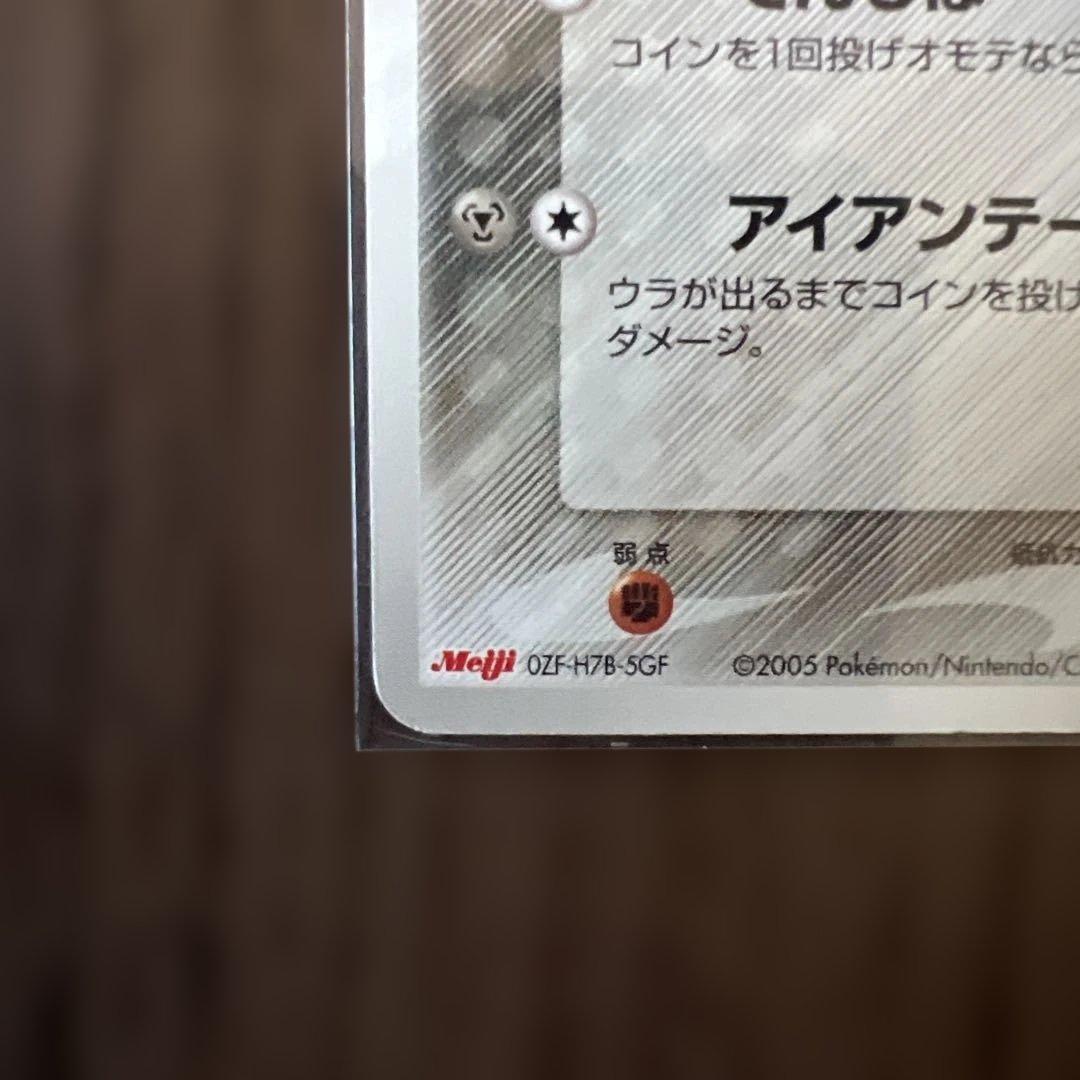 コインを1回投げオモテなら
アイアンテー
ウラが出るまでコインを投げ
ダメージ。
弱点
Meiji 0ZF-H7B-5GF ©2005 Pokémon/Nintendo/C